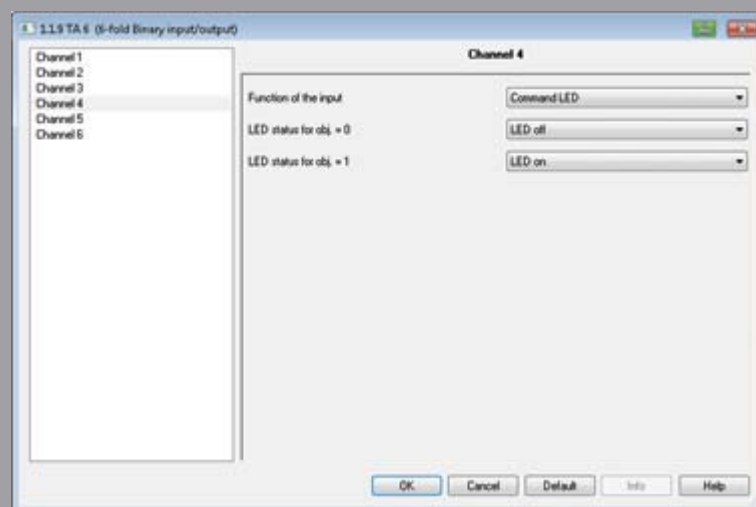 1.1.9 TA 6 (6-fold Binary input/output)
Channel 1
Channel 2
Channel 3
Channel 4
Channel 5
Channel 6
Channel 4
Function of the input Command LED
LED status for obj. = 0 LED off
LED status for obj. = 1 LED on
OK Cancel Default Info Help